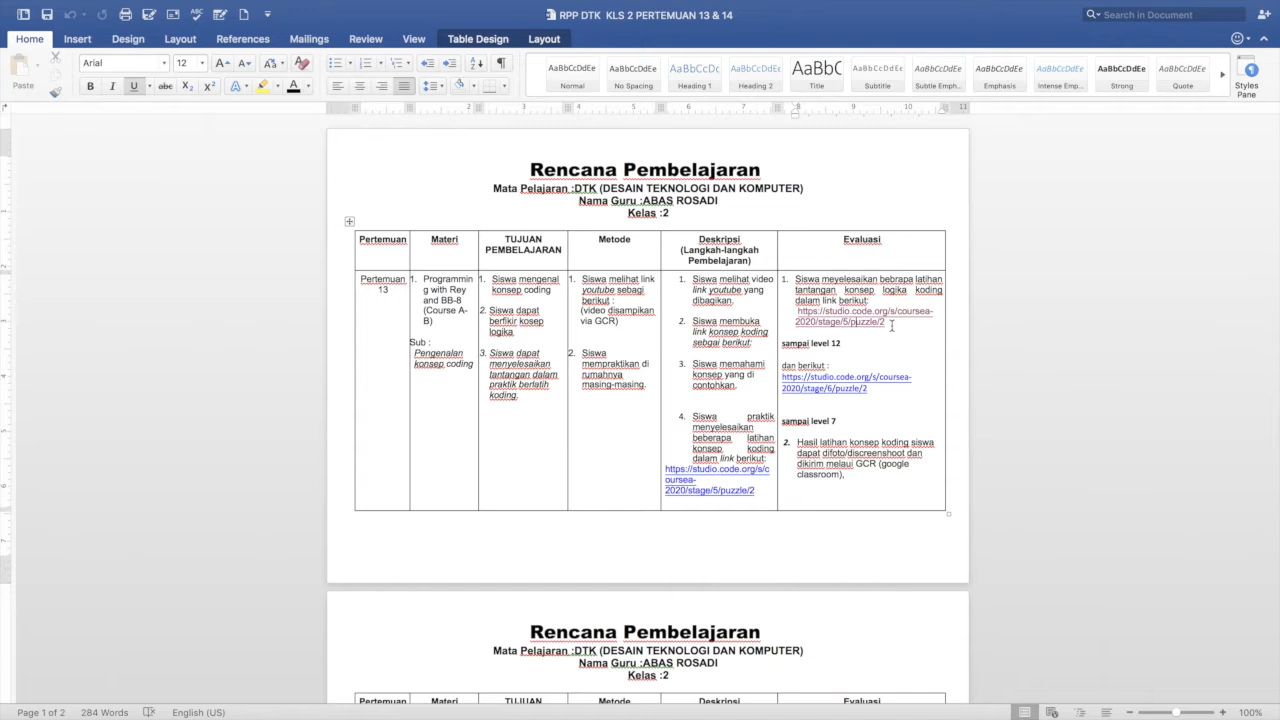 RPP DTK KLS 2 PERTEMUAN 13 & 14
Search in Document
Home Insert Design Layout References Mailings Review View Table Design Layout
Paste
Arial 12
B I U abc X2 X2
AaBbCcDdEe AaBbCcDdEe AaBbCcDc AaBbCcDdEe AaBbC AaBbCcDdEe AaBbCcDdEe AaBbCcDdEe AaBbCcDdEe AaBbCcDdEe AaBbCcDdEe
Normal No Spacing Heading 1 Heading 2 Title Subtitle Subtle Emph... Emphasis Intense Emp... Strong Quote
Styles
Pane
2 3 4 5 6 7 8 9 10 11
Rencana Pembelajaran
Mata Pelajaran :DTK (DESAIN TEKNOLOGI DAN KOMPUTER)
Nama Guru :ABAS ROSADI
Kelas :2
Pertemuan
Materi
TUJUAN
PEMBELAJARAN
Metode
Deskripsi
(Langkah-langkah
Pembelajaran)
Evaluasi
Pertemuan
13
1. Programmin
g with Rey
and BB-8
(Course A-
B)
Sub :
Pengenalan
konsep coding
1. Siswa mengenal
konsep coding
2. Siswa dapat
berfikir kosep
logika
3. Siswa dapat
menyelesaikan
tantangan dalam
praktik berlatih
koding.
1. Siswa melihat link
youtube sebagi
berikut :
(video disampikan
via GCR)
2. Siswa
mempraktikan di
rumahnya
masing-masing.
1. Siswa melihat video
link youtube yang
dibagikan.
2. Siswa membuka
link konsep koding
sebgai berikut:
3. Siswa memahami
konsep yang di
contohkan.
4. Siswa praktik
menyelesaikan
beberapa latihan
konsep koding
dalam link berikut:
https://studio.code.org/s/c
oursea-
2020/stage/5/puzzle/2
1. Siswa meyelesaikan bebrapa latihan
tantangan konsep logika koding
dalam link berikut:
https://studio.code.org/s/coursea-
2020/stage/5/puzzle/2
sampai level 12
dan berikut :
https://studio.code.org/s/coursea-
2020/stage/6/puzzle/2
sampai level 7
2. Hasil latihan konsep koding siswa
dapat difoto/discreenshoot dan
dikirim melaui GCR (google
classroom),
Rencana Pembelajaran
Mata Pelajaran :DTK (DESAIN TEKNOLOGI DAN KOMPUTER)
Nama Guru :ABAS ROSADI
Kelas :2
Pertemuan Materi TUJUAN Metode Deskripsi Evaluasi
Page 1 of 2 284 Words English (US) 100%